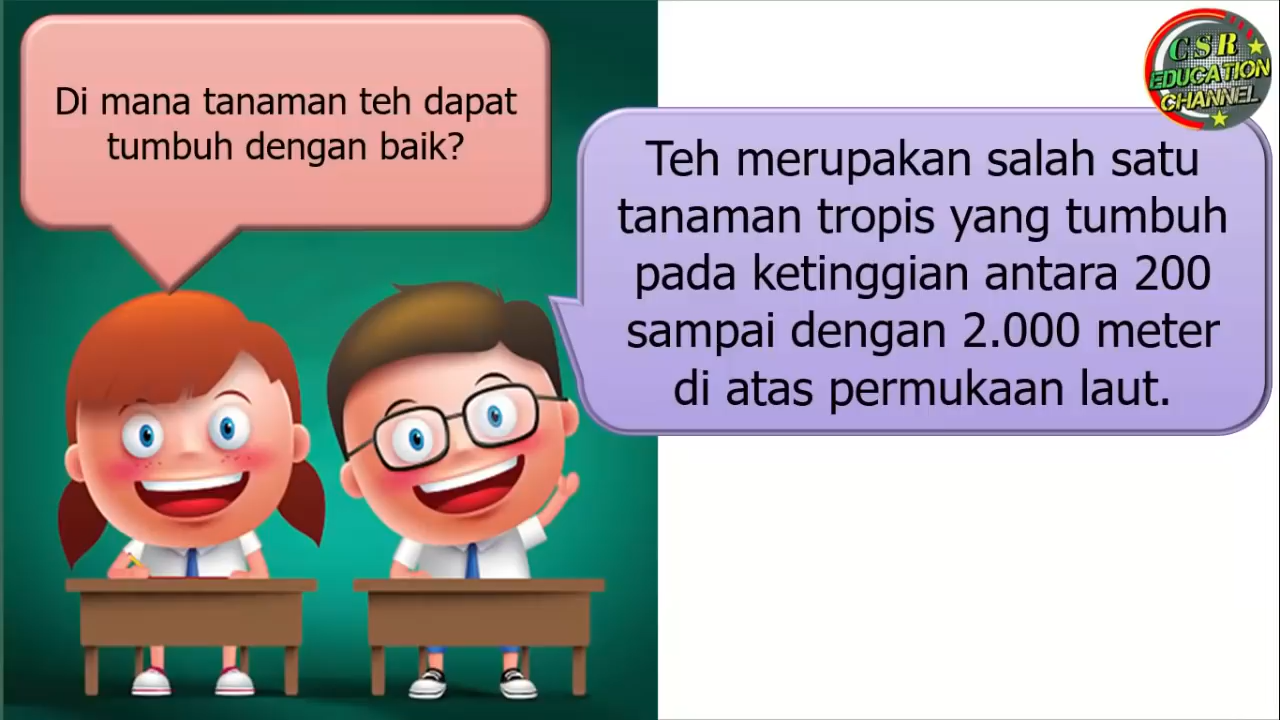 Di mana tanaman teh dapat
tumbuh dengan baik?
CSR
EDUCATION
CHANNEL
Teh merupakan salah satu
tanaman tropis yang tumbuh
pada ketinggian antara 200
sampai dengan 2.000 meter
di atas permukaan laut.